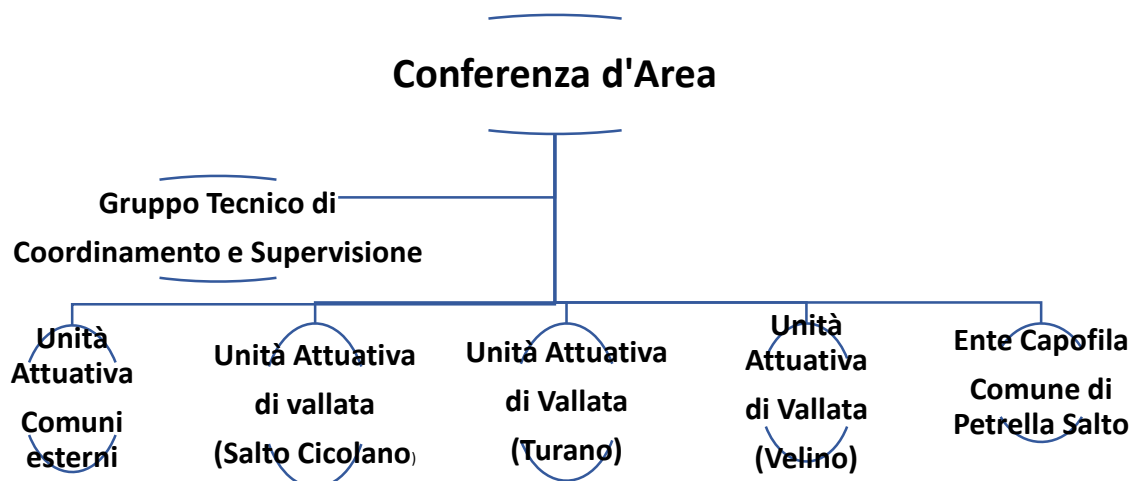 Conferenza d'Area
Gruppo Tecnico di
Coordinamento e Supervisione
Unità
Attuativa
Comuni
esterni
Unità Attuativa
di vallata
(Salto Cicolano)
Unità Attuativa
di Vallata
(Turano)
Unità
Attuativa
di Vallata
(Velino)
Ente Capofila
Comune di
Petrella Salto